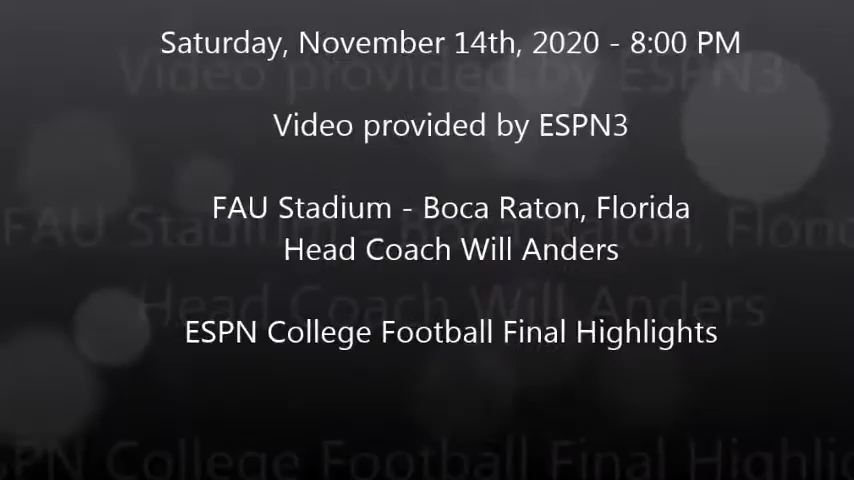 Saturday, November 14th, 2020 - 8:00 PM
Video provided by ESPN3
FAU Stadium - Boca Raton, Florida
Head Coach Will Anders
ESPN College Football Final Highlights